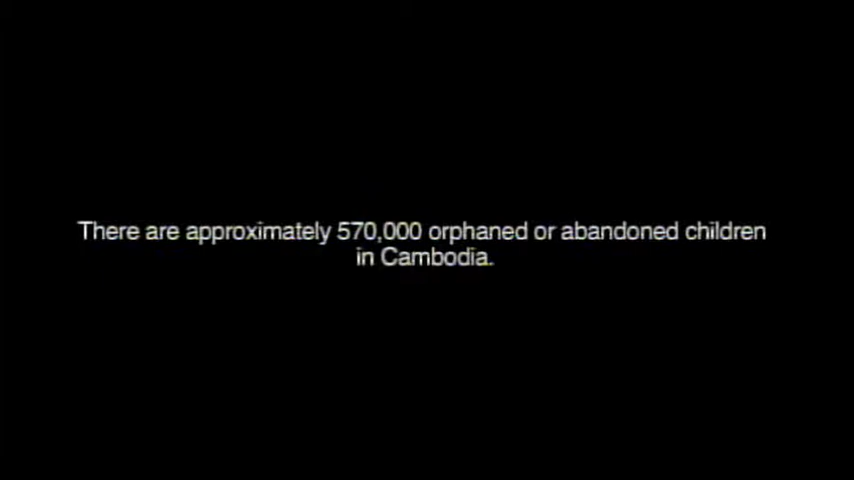 There are approximately 570,000 orphaned or abandoned children
in Cambodia.